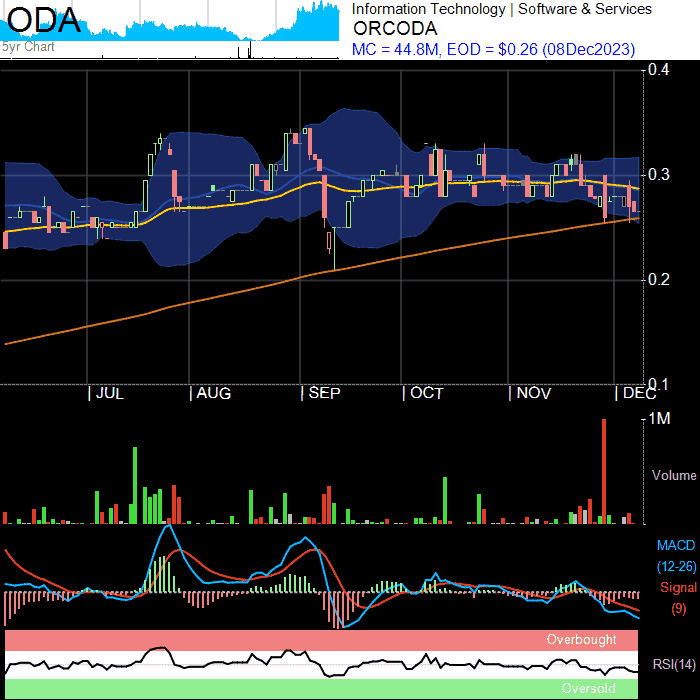 ODA
5yr Chart
Information Technology | Software & Services
ORCODA
MC = 44.8M, EOD = $0.26 (08Dec2023)
0.4
0.3
0.2
0.1
| JUL | AUG | SEP | OCT | NOV | DEC
1M
Volume
MACD
(12-26)
Signal
(9)
Overbought
RSI(14)
Oversold